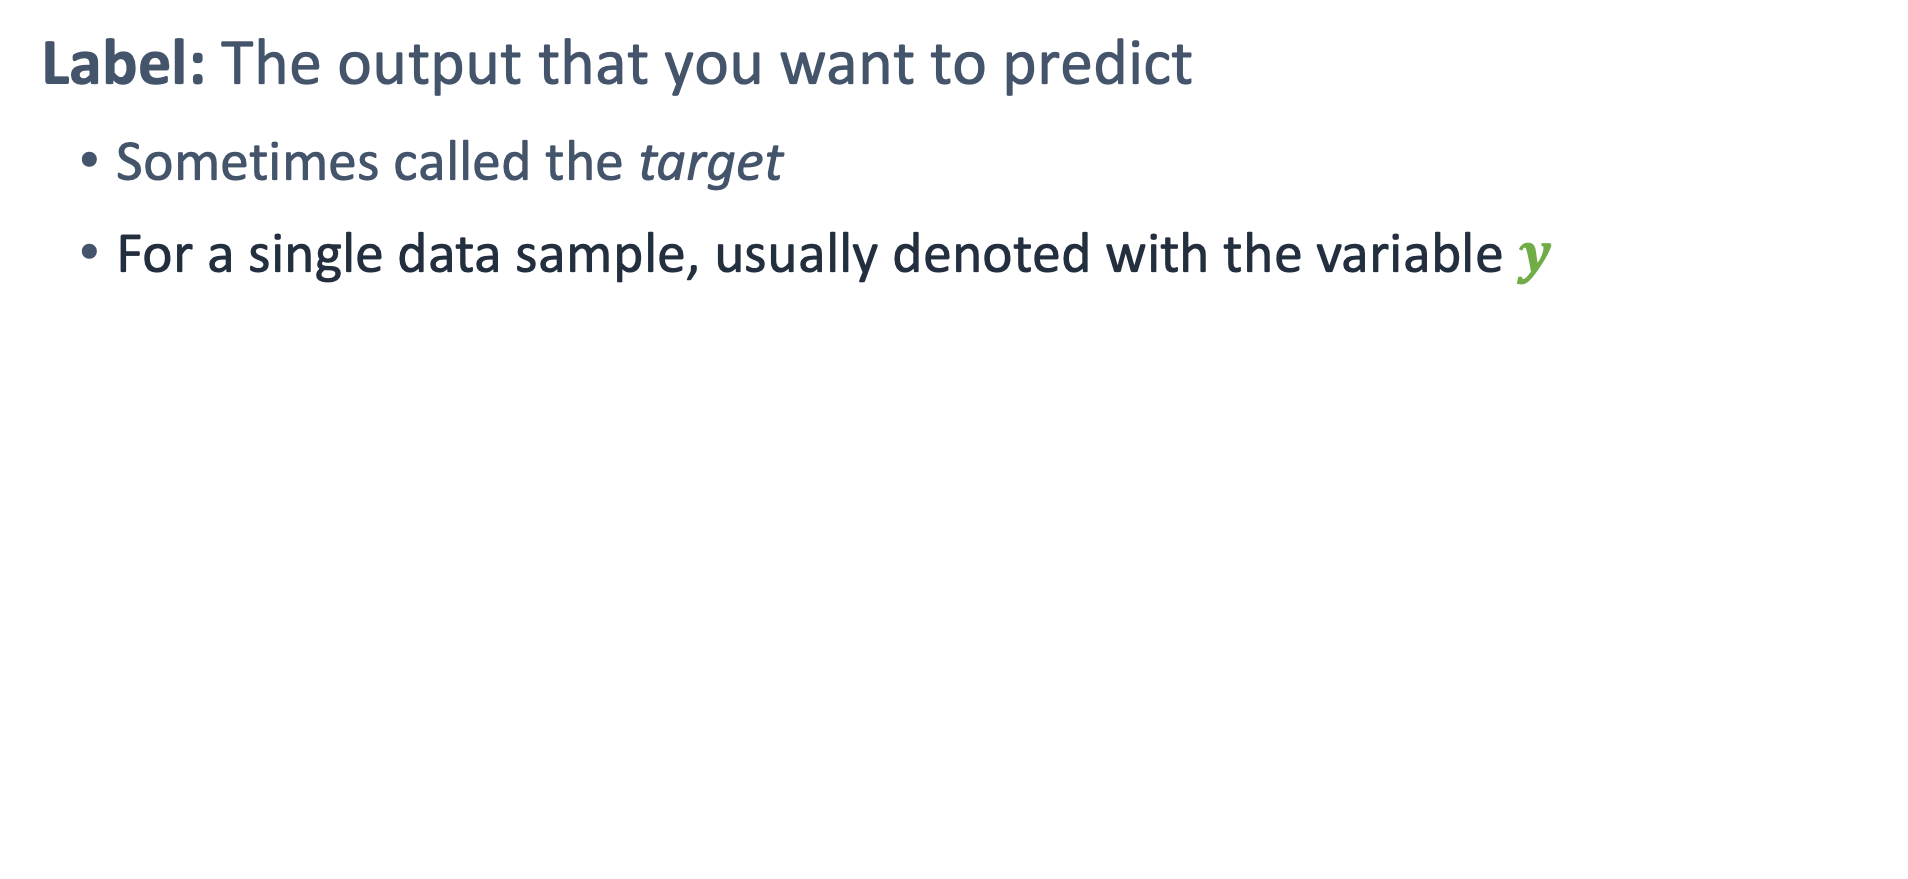 Label: The output that you want to predict
• Sometimes called the target
• For a single data sample, usually denoted with the variable y